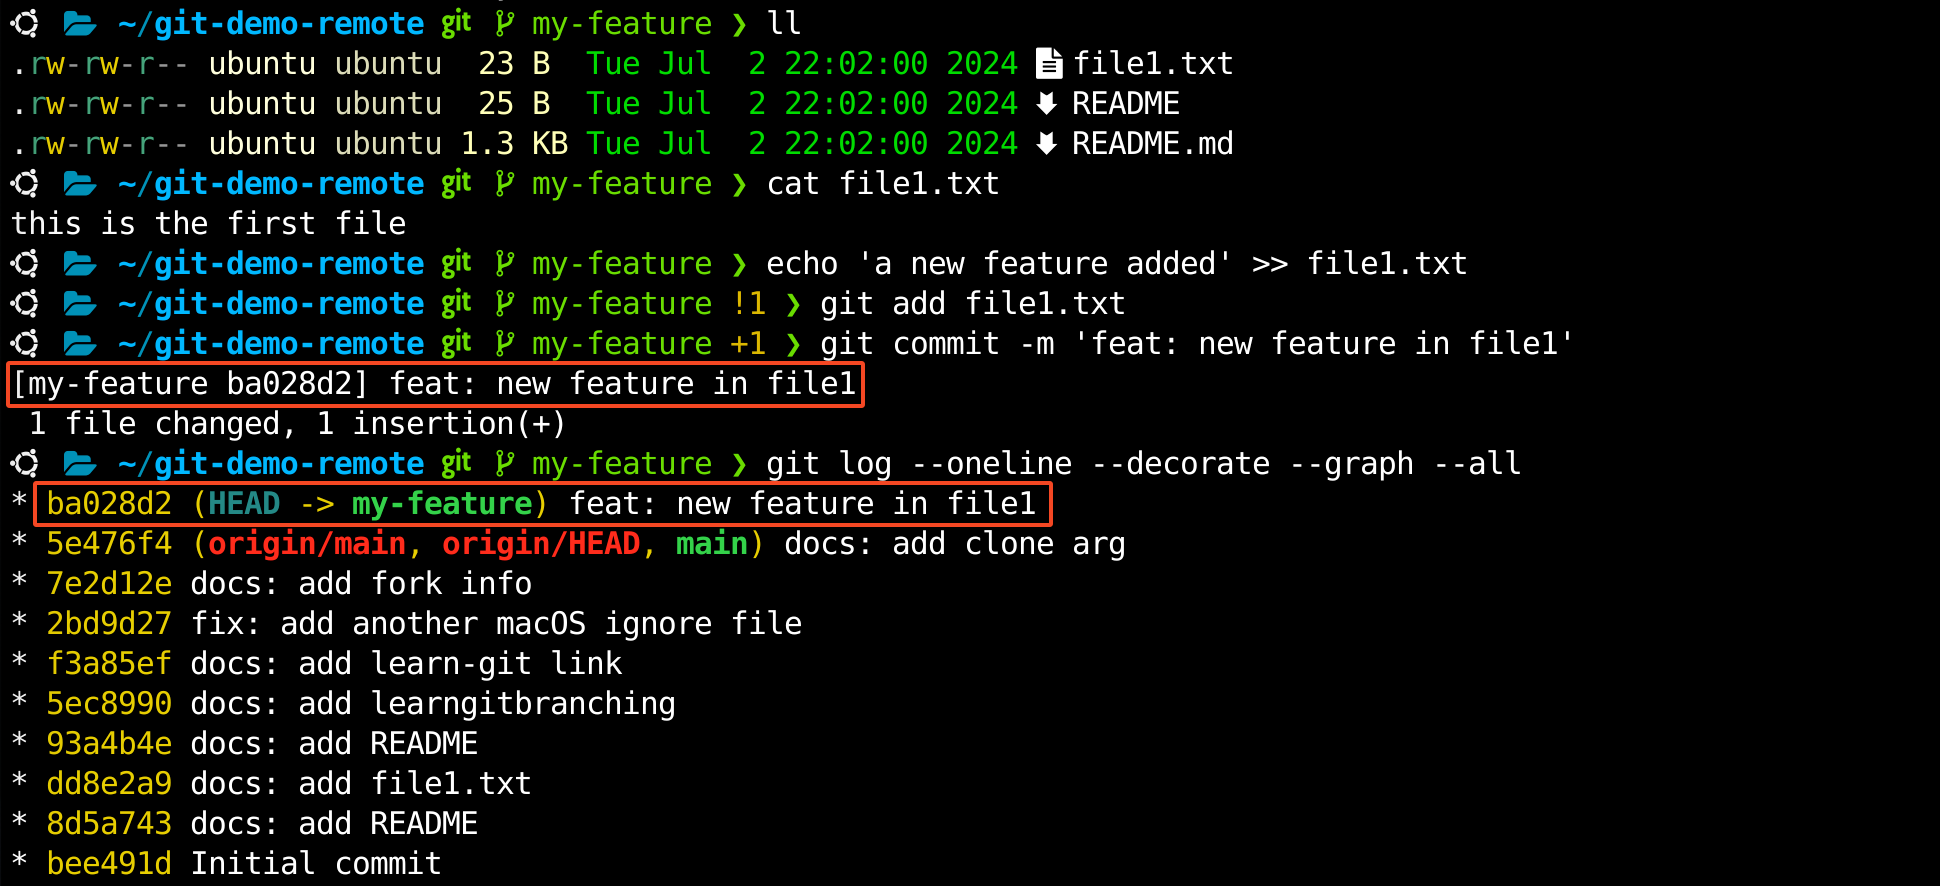 ~/git-demo-remote git my-feature ❯ ll
.rw-rw-r-- ubuntu ubuntu  23 B  Tue Jul  2 22:02:00 2024 file1.txt
.rw-rw-r-- ubuntu ubuntu  25 B  Tue Jul  2 22:02:00 2024 README
.rw-rw-r-- ubuntu ubuntu 1.3 KB Tue Jul  2 22:02:00 2024 README.md
~/git-demo-remote git my-feature ❯ cat file1.txt
this is the first file
~/git-demo-remote git my-feature ❯ echo 'a new feature added' >> file1.txt
~/git-demo-remote git my-feature !1 ❯ git add file1.txt
~/git-demo-remote git my-feature +1 ❯ git commit -m 'feat: new feature in file1'
[my-feature ba028d2] feat: new feature in file1
 1 file changed, 1 insertion(+)
~/git-demo-remote git my-feature ❯ git log --oneline --decorate --graph --all
* ba028d2 (HEAD -> my-feature) feat: new feature in file1
* 5e476f4 (origin/main, origin/HEAD, main) docs: add clone arg
* 7e2d12e docs: add fork info
* 2bd9d27 fix: add another macOS ignore file
* f3a85ef docs: add learn-git link
* 5ec8990 docs: add learngitbranching
* 93a4b4e docs: add README
* dd8e2a9 docs: add file1.txt
* 8d5a743 docs: add README
* bee491d Initial commit